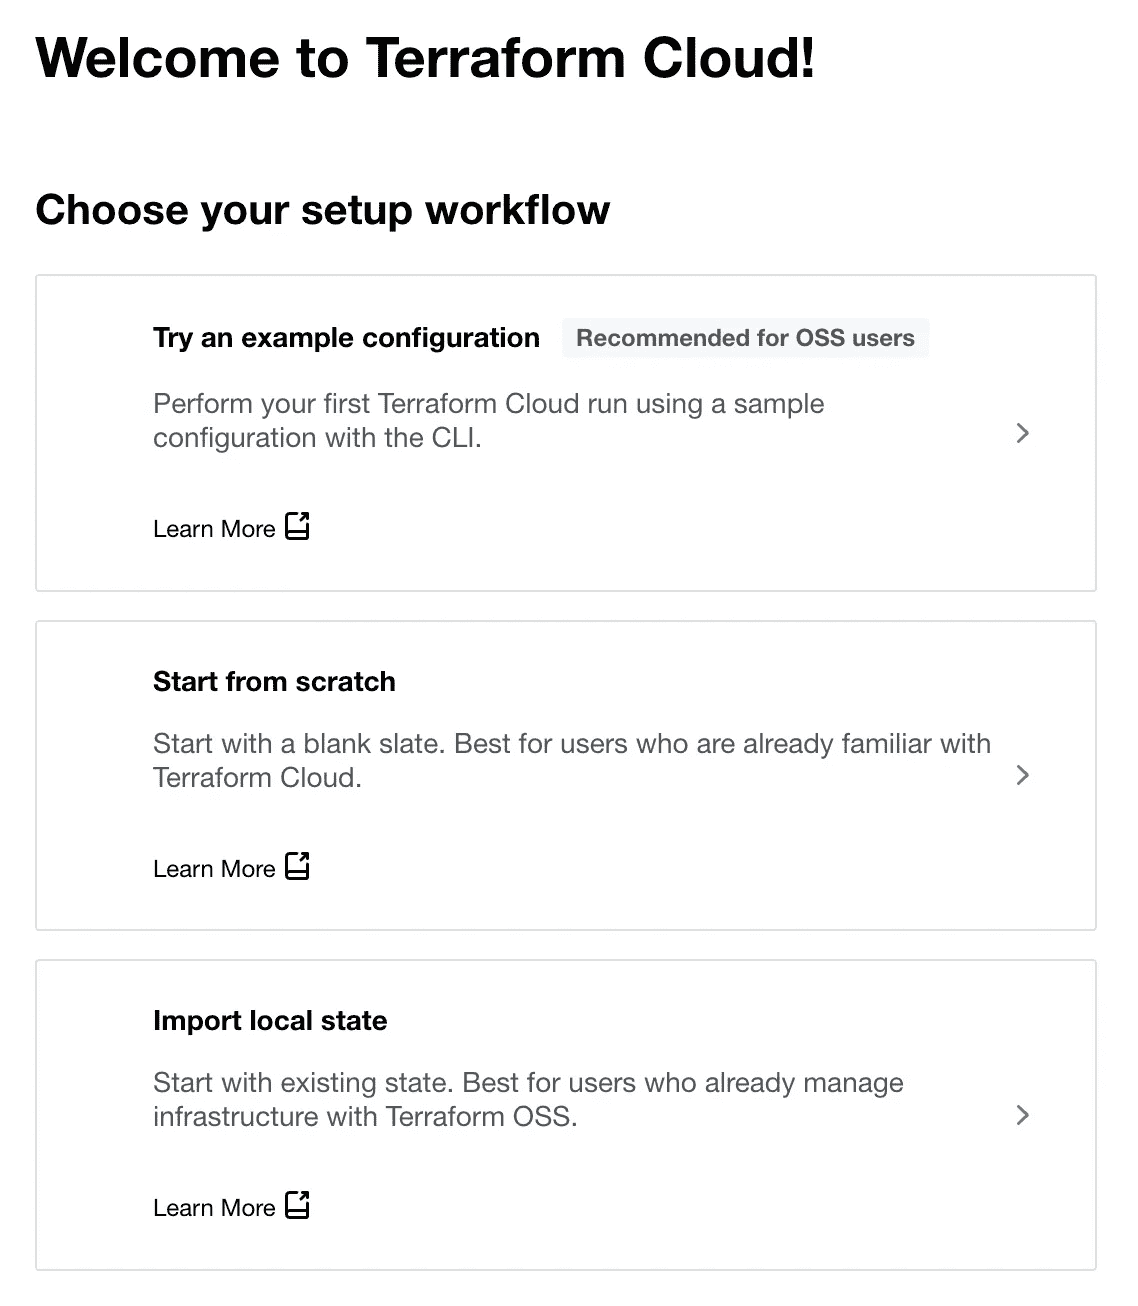 Welcome to Terraform Cloud!
Choose your setup workflow
Try an example configuration Recommended for OSS users
Perform your first Terraform Cloud run using a sample
configuration with the CLI.
Learn More
Start from scratch
Start with a blank slate. Best for users who are already familiar with
Terraform Cloud.
Learn More
Import local state
Start with existing state. Best for users who already manage
infrastructure with Terraform OSS.
Learn More